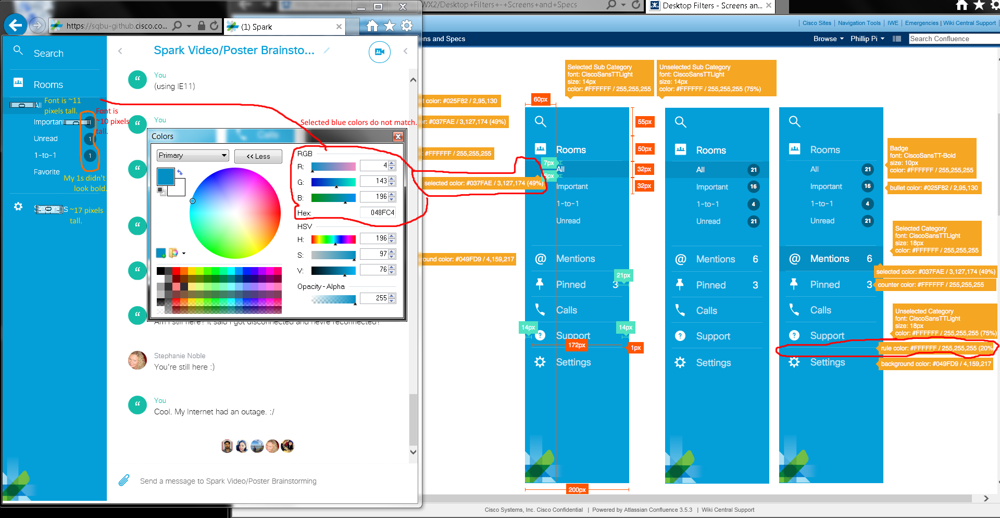 https://sqbu-github.cisco.co...
(1) Spark
WX2/Desktop+Filters+-+Screens+and+Specs
Desktop Filters - Screens an...
Cisco Sites | Navigation Tools | IWE | Emergencies | Wiki Central Support
ens and Specs
Browse
Phillip Pi
Search Confluence
Search
Rooms
All
Important
Unread
1
1-to-1
1
Favorite
Font is ~11
pixels tall.
Font is
~10 pixels
tall.
My 1s didn't
look bold.
~17 pixels
tall.
Spark Video/Poster Brainsto...
You
(using IE11)
You
Selected blue colors do not match.
Colors
Primary
<< Less
RGB
R: 4
G: 143
B: 196
Hex: 048FC4
HSV
H: 196
S: 97
V: 76
Opacity - Alpha
255
Am I still here? It said I got disconnected and nevre reconnected?
Stephanie Noble
You're still here :)
You
Cool. My Internet had an outage. :/
Send a message to Spark Video/Poster Brainstorming
Selected Sub Category
font: CiscoSansTTLight
size: 14px
color: #FFFFFF / 255,255,255
Unselected Sub Category
font: CiscoSansTTLight
size: 14px
color: #FFFFFF / 255,255,255 (75%)
t color: #025F82 / 2,95,130
r: #037FAE / 3,127,174 (49%)
#FFFFFF / 255,255,255
selected color: #037FAE / 3,127,174 (49%)
ound color: #049FD9 / 4,159,217
60px
55px
50px
32px
32px
7px
6px
Rooms
All
Important
1-to-1
Unread
@ Mentions
21px
Pinned 3
Calls
14px
14px
Support
172px
1px
Settings
200px
Rooms
All 21
Important 16
1-to-1 4
Unread 21
@ Mentions 6
Pinned 3
Calls
Support
Settings
Rooms
All 21
Important 16
1-to-1 4
Unread 21
@ Mentions 6
Pinned 3
Calls
Support
Settings
Badge
font: CiscoSansTT-Bold
size: 10px
color: #FFFFFF / 255,255,255
bullet color: #025F82 / 2,95,130
Selected Category
font: CiscoSansTTLight
size: 18px
color: #FFFFFF / 255,255,255
selected color: #037FAE / 3,127,174 (49%)
counter color: #FFFFFF / 255,255,255
Unselected Category
font: CiscoSansTTLight
size: 18px
color: #FFFFFF / 255,255,255 (75%)
rule color: #FFFFFF / 255,255,255 (20%
background color: #049FD9 / 4,159,217
Cisco Systems, Inc. Cisco Confidential | Powered by Atlassian Confluence 3.5.3 | Wiki Central Support